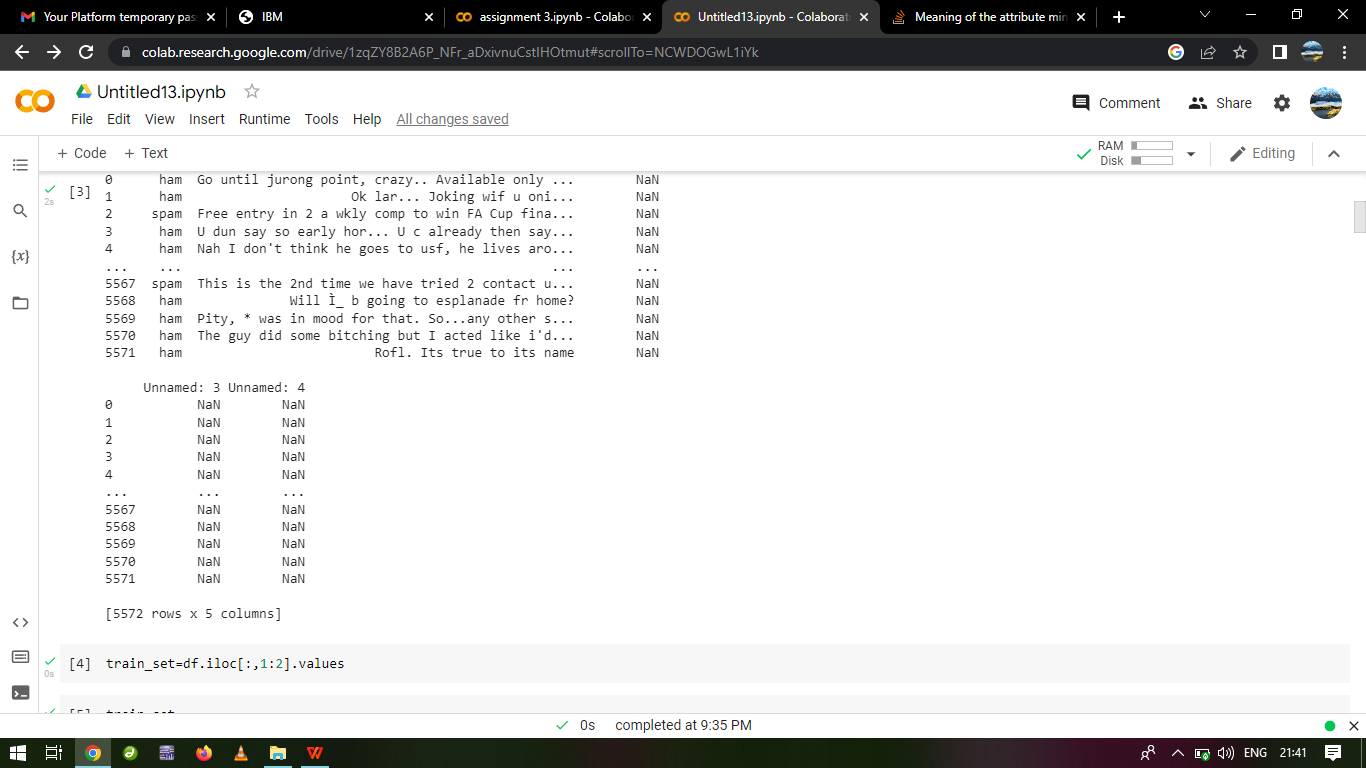 Your Platform temporary pas
IBM
assignment 3.ipynb - Colabo
Untitled13.ipynb - Colaborat
Meaning of the attribute min
colab.research.google.com/drive/1zqZY8B2A6P_NFr_aDxivnuCstIHOtmut#scrollTo=NCWDOGwL1iYk
Untitled13.ipynb
Comment
Share
File Edit View Insert Runtime Tools Help All changes saved
+ Code + Text
RAM
Disk
Editing
[3]
2s
0 ham Go until jurong point, crazy.. Available only ... NaN
1 ham Ok lar... Joking wif u oni... NaN
2 spam Free entry in 2 a wkly comp to win FA Cup fina... NaN
3 ham U dun say so early hor... U c already then say... NaN
4 ham Nah I don't think he goes to usf, he lives aro... NaN
... ... ... ...
5567 spam This is the 2nd time we have tried 2 contact u... NaN
5568 ham Will Ì_ b going to esplanade fr home? NaN
5569 ham Pity, * was in mood for that. So...any other s... NaN
5570 ham The guy did some bitching but I acted like i'd... NaN
5571 ham Rofl. Its true to its name NaN
Unnamed: 3 Unnamed: 4
0 NaN NaN
1 NaN NaN
2 NaN NaN
3 NaN NaN
4 NaN NaN
... ... ...
5567 NaN NaN
5568 NaN NaN
5569 NaN NaN
5570 NaN NaN
5571 NaN NaN
[5572 rows x 5 columns]
[4] train_set=df.iloc[:,1:2].values
0s
[5] train_set
0s completed at 9:35 PM
ENG 21:41